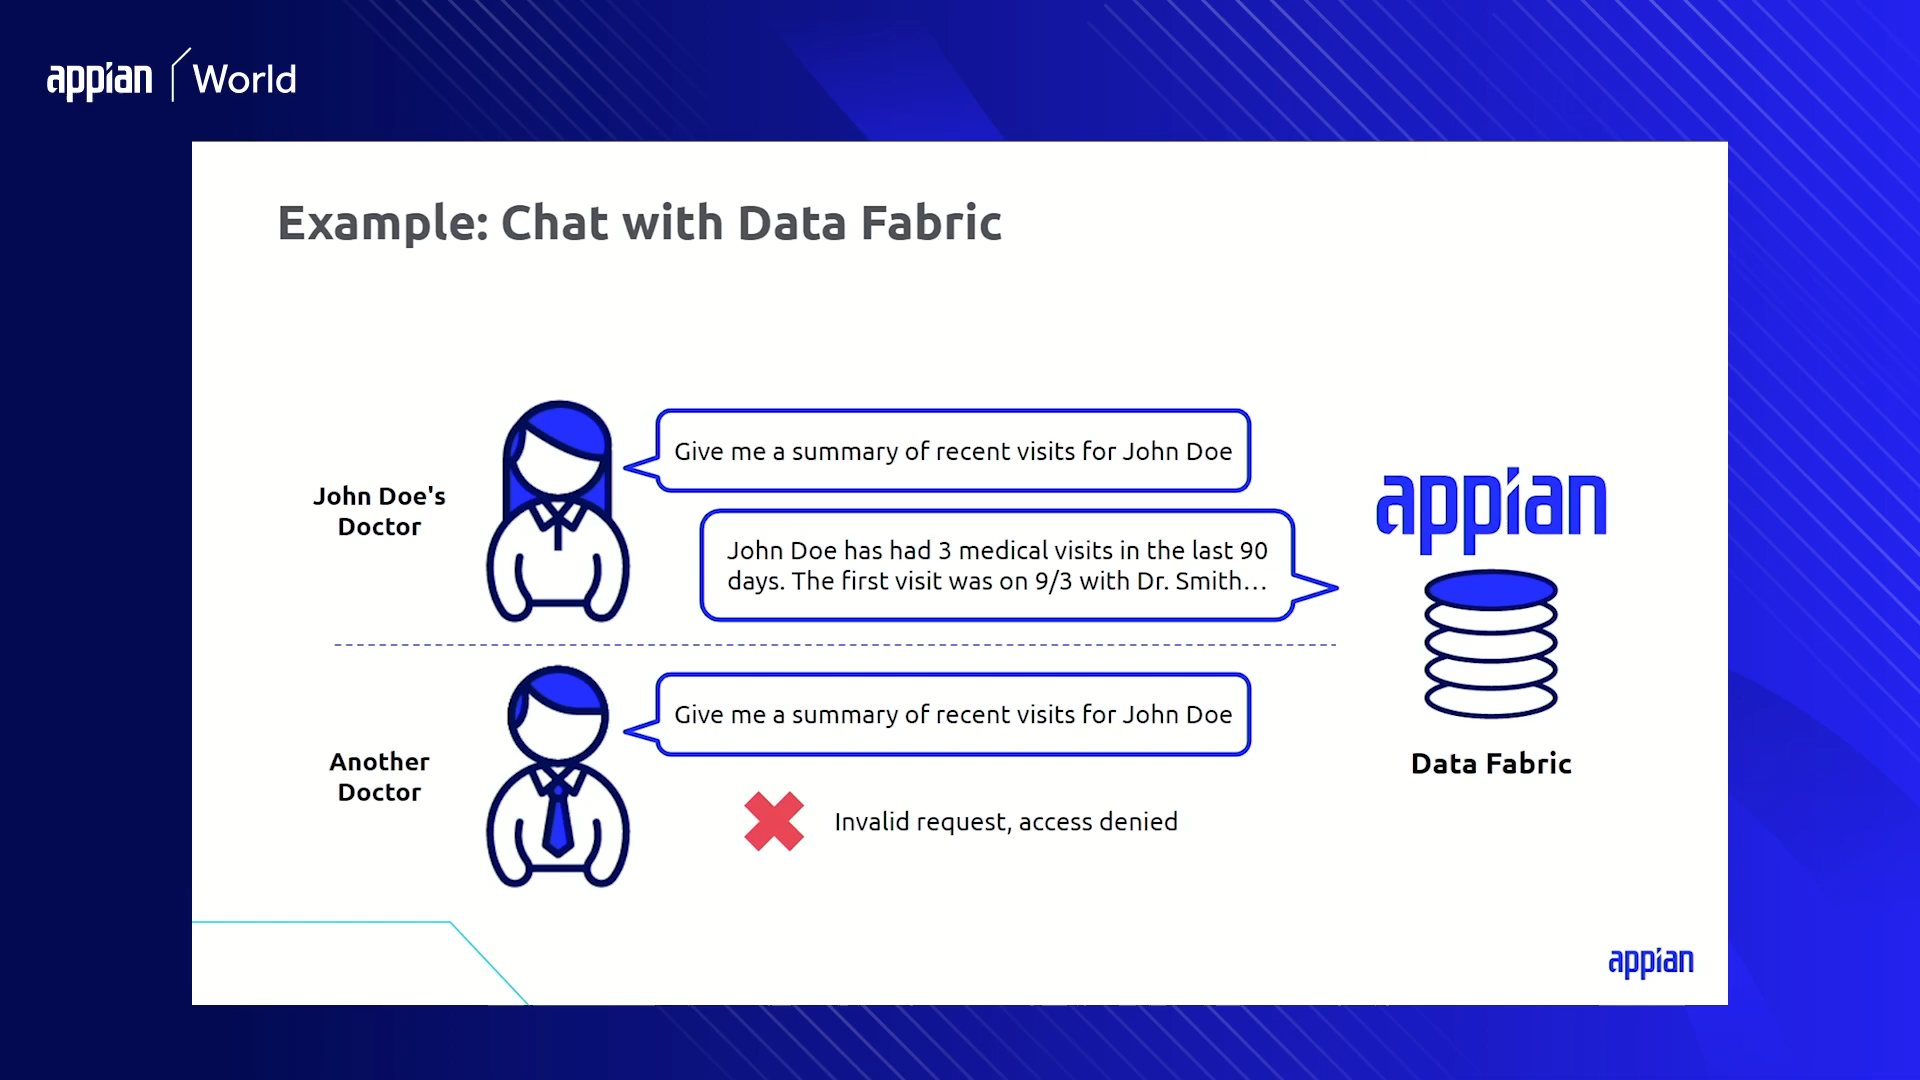 appian World
Example: Chat with Data Fabric
John Doe's
Doctor
Give me a summary of recent visits for John Doe
John Doe has had 3 medical visits in the last 90
days. The first visit was on 9/3 with Dr. Smith...
appian
Another
Doctor
Give me a summary of recent visits for John Doe
Invalid request, access denied
Data Fabric
appian